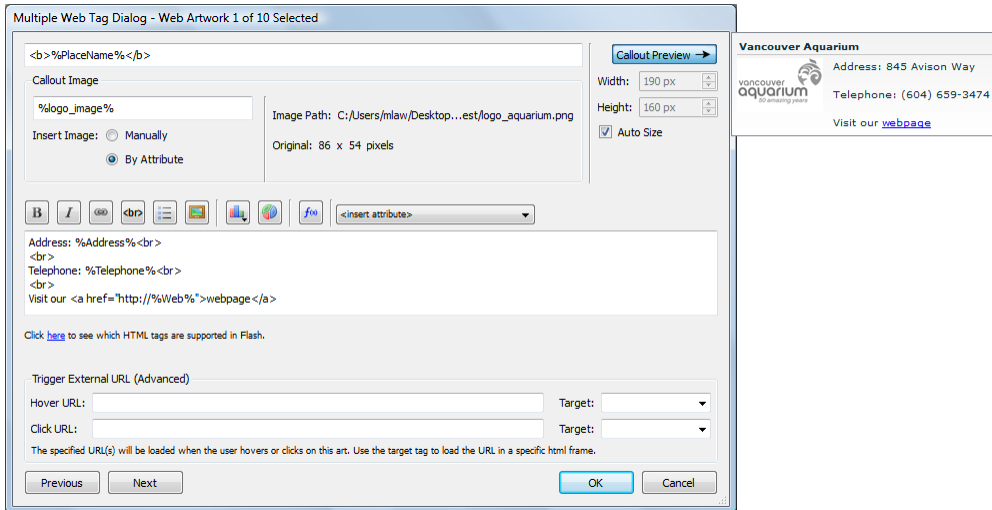 Multiple Web Tag Dialog - Web Artwork 1 of 10 Selected
<b>%PlaceName%</b>
Callout Preview
Callout Image
%logo_image%
Insert Image:
Manually
By Attribute
Image Path: C:/Users/mlaw/Desktop...est/logo_aquarium.png
Original: 86 x 54 pixels
Width: 190 px
Height: 160 px
Auto Size
Vancouver Aquarium
vancouver
aquarium
50 amazing years
Address: 845 Avison Way
Telephone: (604) 659-3474
Visit our webpage
B I <br> f(x) <insert attribute>
Address: %Address%<br>
<br>
Telephone: %Telephone%<br>
<br>
Visit our <a href="http://%Web%">webpage</a>
Click here to see which HTML tags are supported in Flash.
Trigger External URL (Advanced)
Hover URL: Target:
Click URL: Target:
The specified URL(s) will be loaded when the user hovers or clicks on this art. Use the target tag to load the URL in a specific html frame.
Previous Next OK Cancel